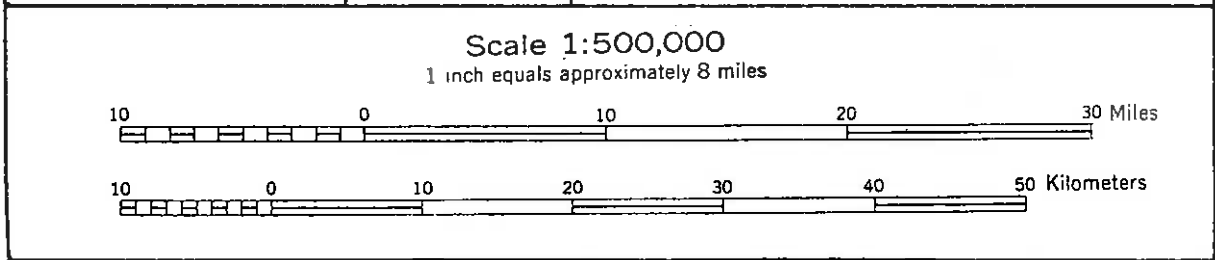 Scale 1:500,000
1 inch equals approximately 8 miles
10 0 10 20 30 Miles
10 0 10 20 30 40 50 Kilometers